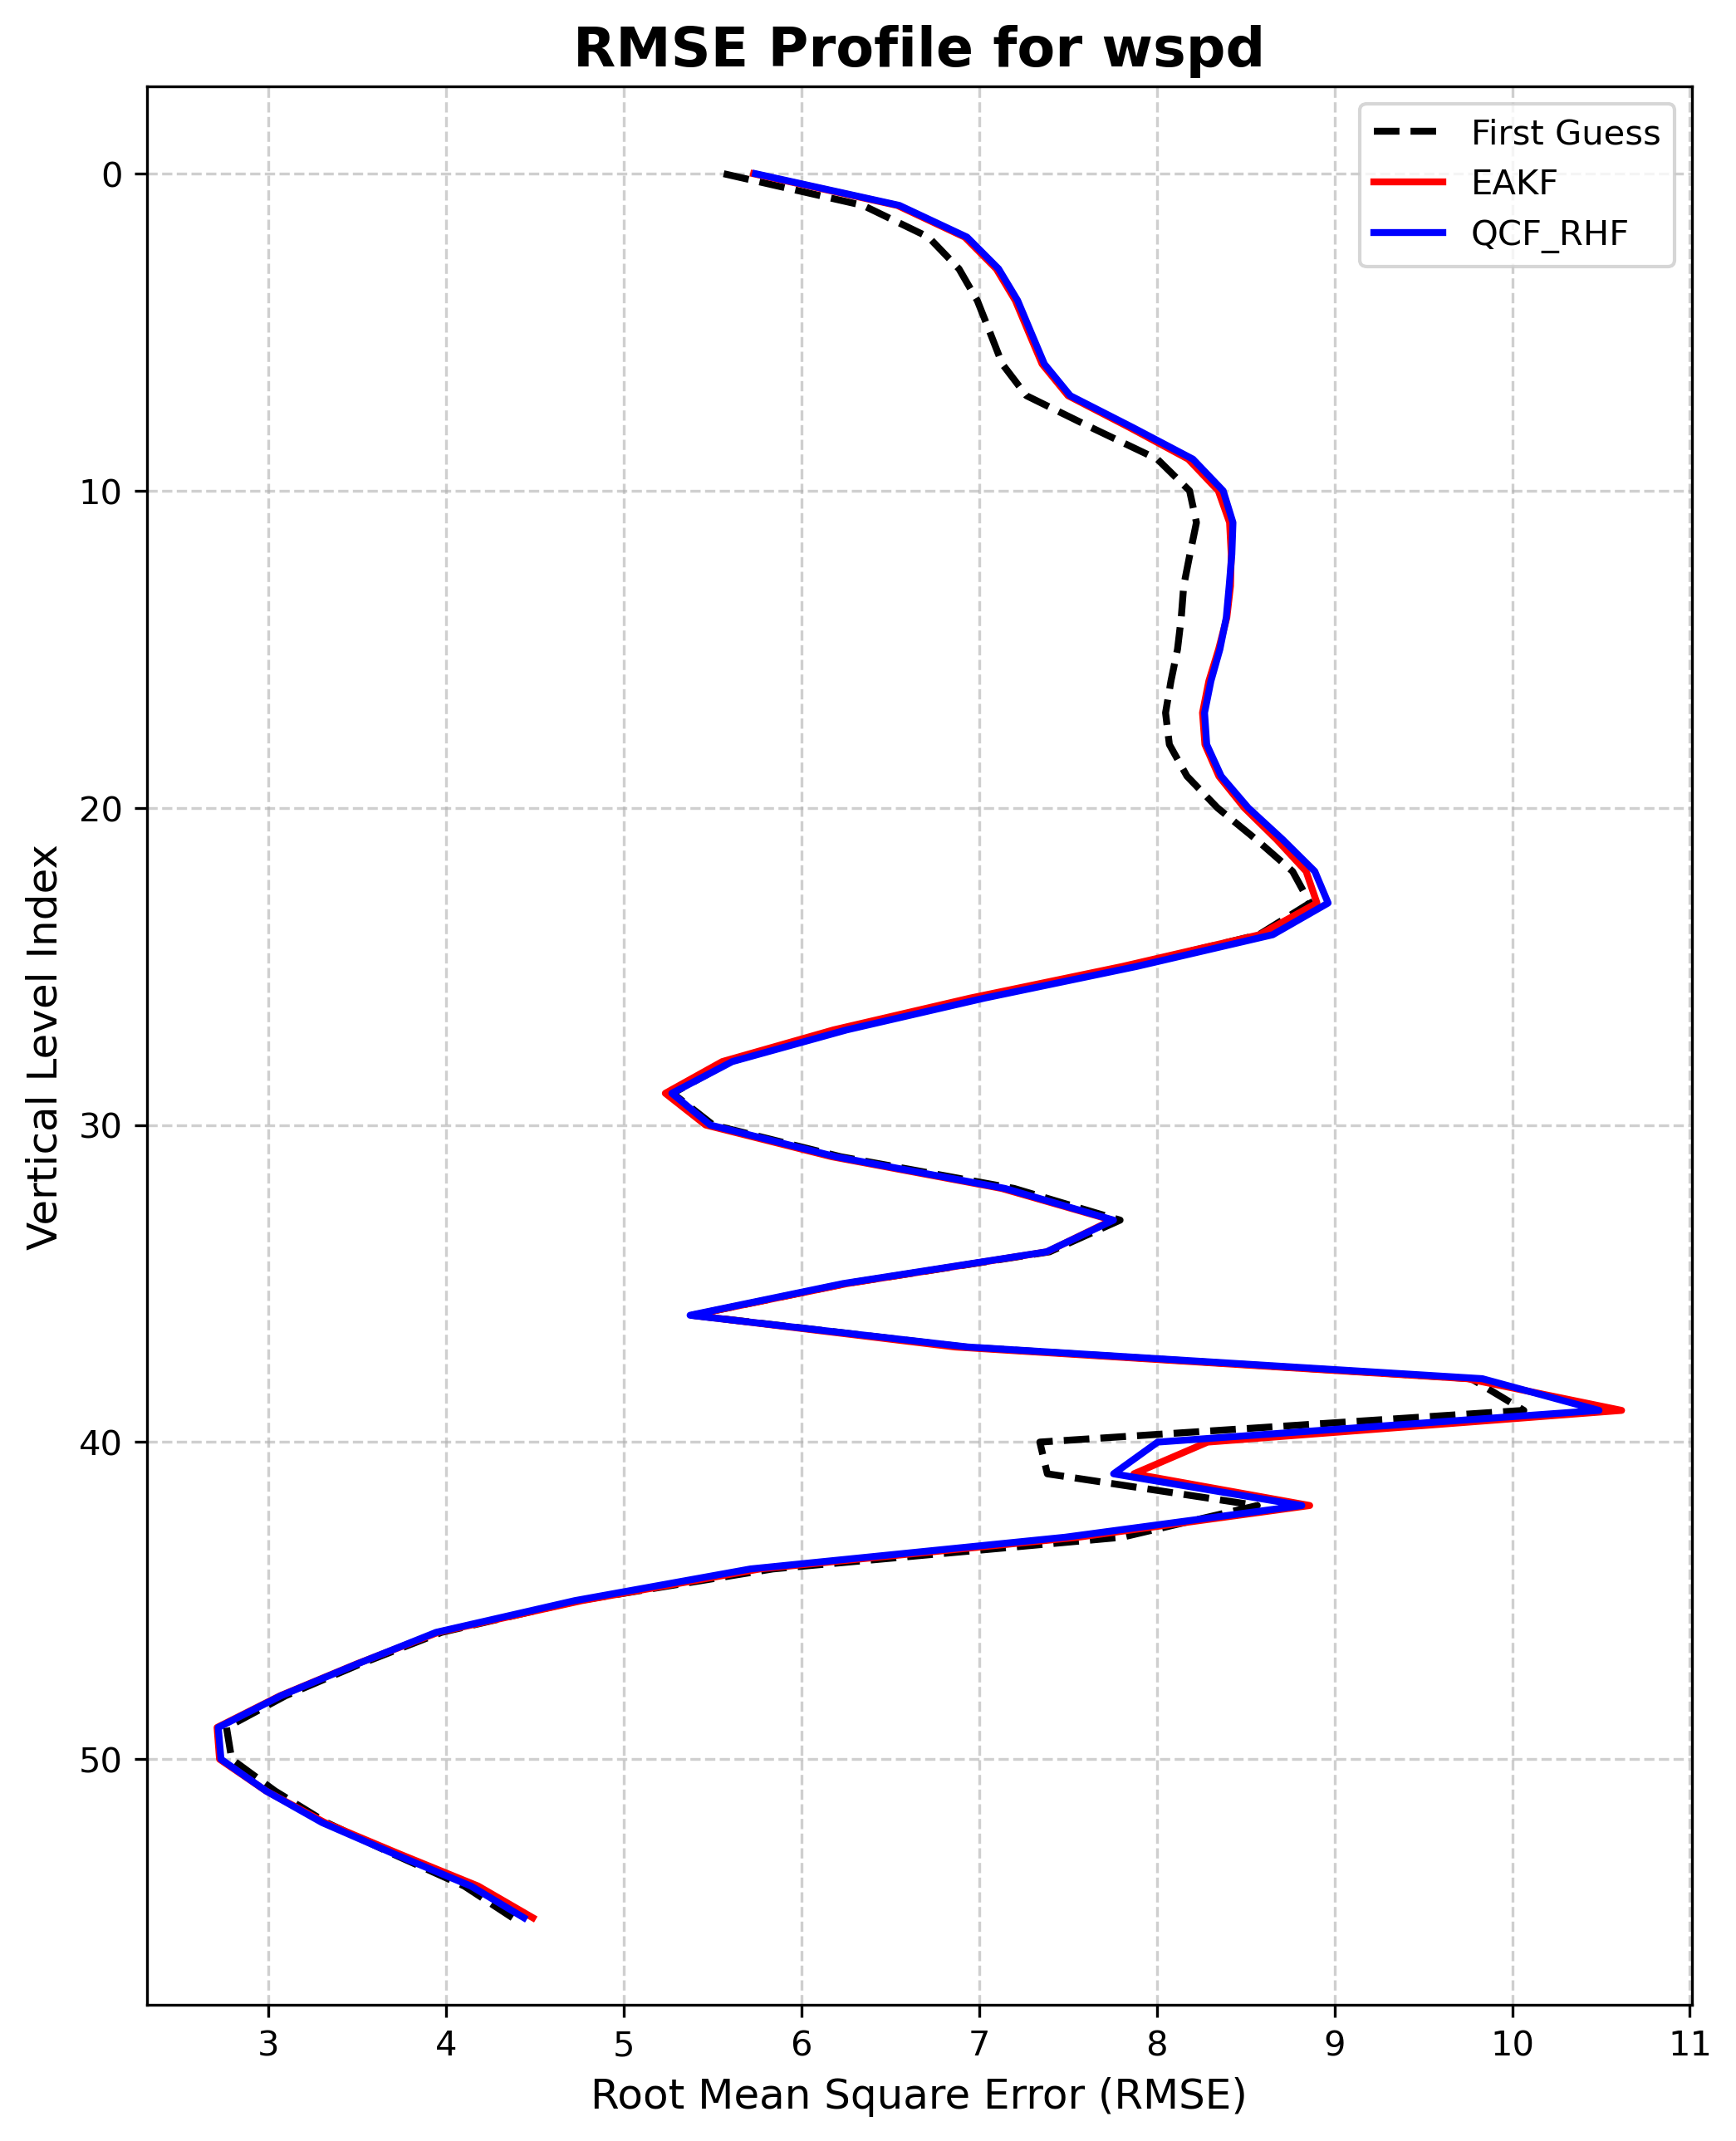 RMSE Profile for wspd
First Guess
EAKF
QCF_RHF
Vertical Level Index
0
10
20
30
40
50
3 4 5 6 7 8 9 10 11
Root Mean Square Error (RMSE)